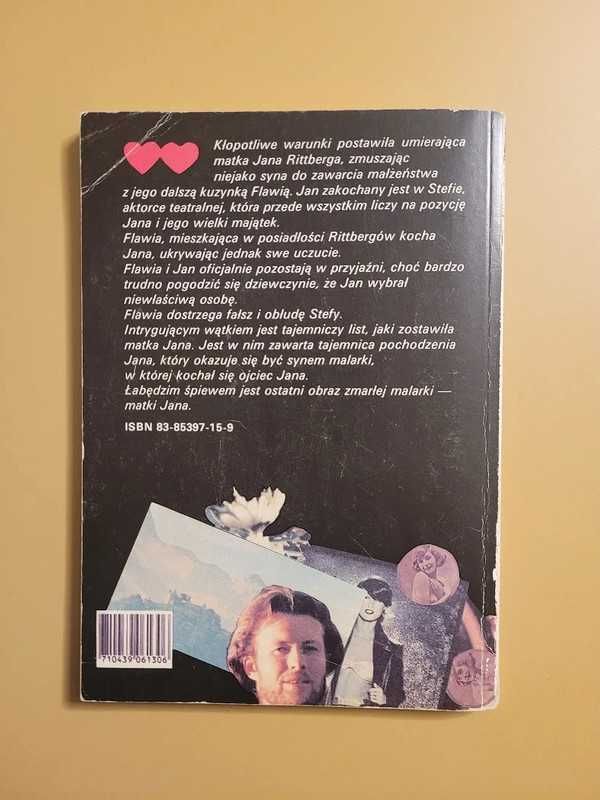 Kłopotliwe warunki postawiła umierająca
matka Jana Rittberga, zmuszając
niejako syna do zawarcia małżeństwa
z jego dalszą kuzynką Flawią. Jan zakochany jest w Stefie,
aktorce teatralnej, która przede wszystkim liczy na pozycję
Jana i jego wielki majątek.
Flawia, mieszkająca w posiadłości Rittbergów kocha
Jana, ukrywając jednak swe uczucie.
Flawia i Jan oficjalnie pozostają w przyjaźni, choć bardzo
trudno pogodzić się dziewczynie, że Jan wybrał
niewłaściwą osobę.
Flawia dostrzega fałsz i obłudę Stefy.
Intrygującym wątkiem jest tajemniczy list, jaki zostawiła
matka Jana. Jest w nim zawarta tajemnica pochodzenia
Jana, który okazuje się być synem malarki,
w której kochał się ojciec Jana.
Łabędzim śpiewem jest ostatni obraz zmarłej malarki —
matki Jana.
ISBN 83-85397-15-9
710439 061306